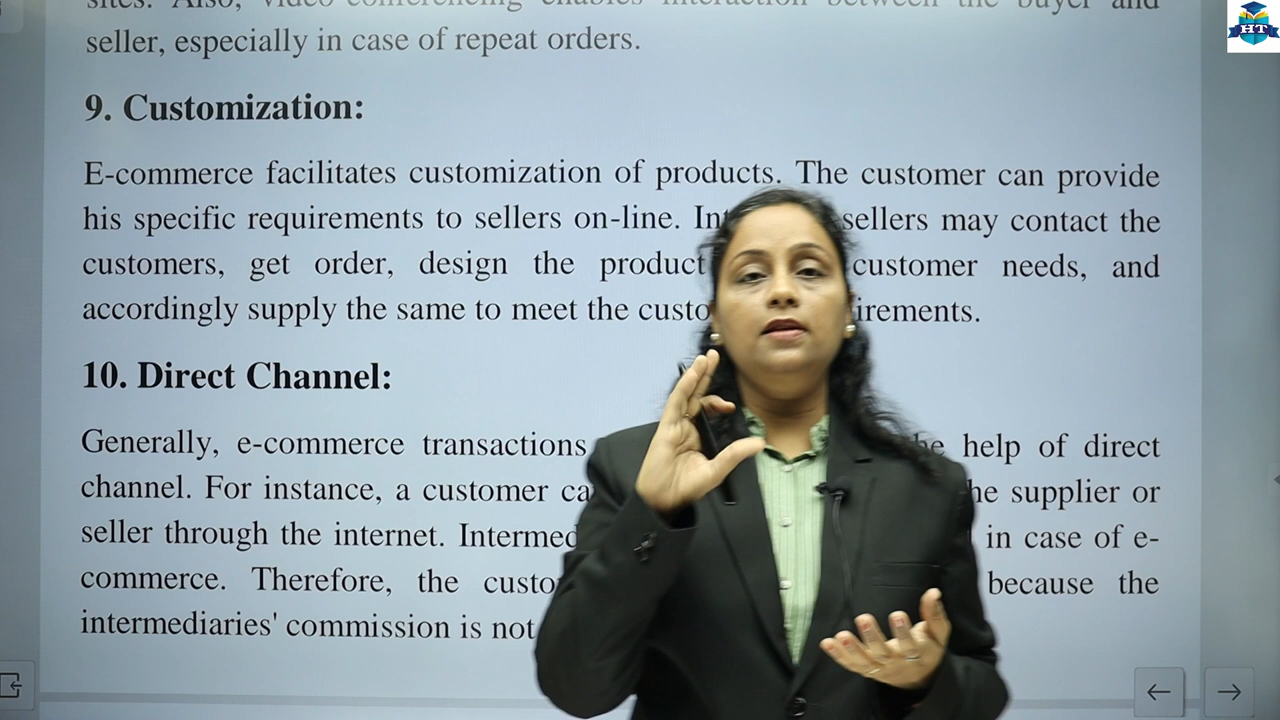 sites. Also, video conferencing enables interaction between the buyer and
seller, especially in case of repeat orders.
9. Customization:
E-commerce facilitates customization of products. The customer can provide
his specific requirements to sellers on-line. In sellers may contact the
customers, get order, design the product customer needs, and
accordingly supply the same to meet the custo irements.
10. Direct Channel:
Generally, e-commerce transactions he help of direct
channel. For instance, a customer ca he supplier or
seller through the internet. Intermed in case of e-
commerce. Therefore, the custo because the
intermediaries' commission is not
HT